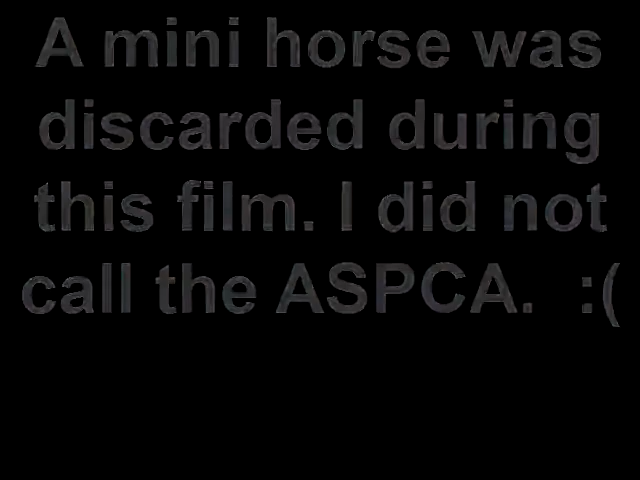 A mini horse was
discarded during
this film. I did not
call the ASPCA.  :(